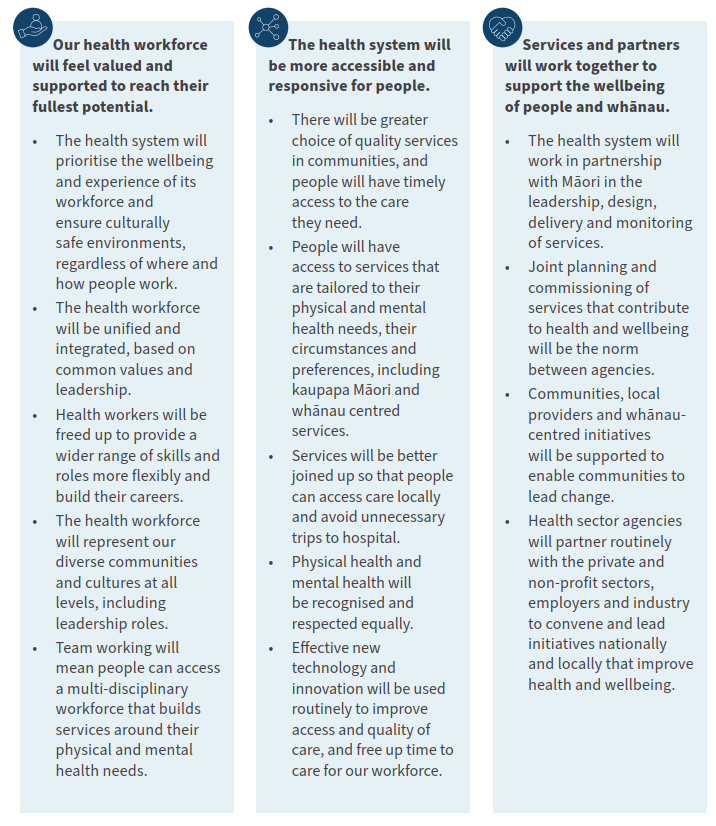 Our health workforce
will feel valued and
supported to reach their
fullest potential.
• The health system will
prioritise the wellbeing
and experience of its
workforce and
ensure culturally
safe environments,
regardless of where and
how people work.
• The health workforce
will be unified and
integrated, based on
common values and
leadership.
• Health workers will be
freed up to provide a
wider range of skills and
roles more flexibly and
build their careers.
• The health workforce
will represent our
diverse communities
and cultures at all
levels, including
leadership roles.
• Team working will
mean people can access
a multi-disciplinary
workforce that builds
services around their
physical and mental
health needs.
The health system will
be more accessible and
responsive for people.
• There will be greater
choice of quality services
in communities, and
people will have timely
access to the care
they need.
• People will have
access to services that
are tailored to their
physical and mental
health needs, their
circumstances and
preferences, including
kaupapa Māori and
whānau centred
services.
• Services will be better
joined up so that people
can access care locally
and avoid unnecessary
trips to hospital.
• Physical health and
mental health will
be recognised and
respected equally.
• Effective new
technology and
innovation will be used
routinely to improve
access and quality of
care, and free up time to
care for our workforce.
Services and partners
will work together to
support the wellbeing
of people and whānau.
• The health system will
work in partnership
with Māori in the
leadership, design,
delivery and monitoring
of services.
• Joint planning and
commissioning of
services that contribute
to health and wellbeing
will be the norm
between agencies.
• Communities, local
providers and whānau-
centred initiatives
will be supported to
enable communities to
lead change.
• Health sector agencies
will partner routinely
with the private and
non-profit sectors,
employers and industry
to convene and lead
initiatives nationally
and locally that improve
health and wellbeing.